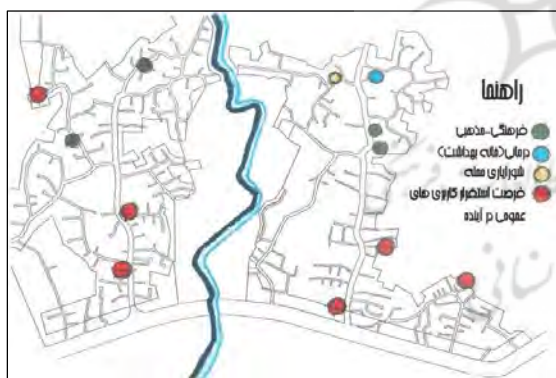 راهنما
فرهنگی-مذهبی
درمانی(خانه بهداشت)
شورایاری محله
فرصت استقرار کاربری های
عمومی در آینده